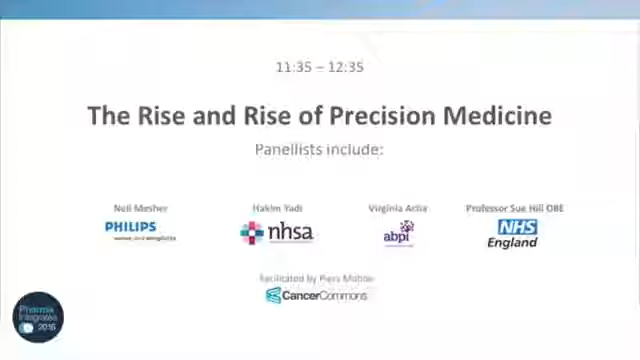 11:35 – 12:35
The Rise and Rise of Precision Medicine
Panellists include:
Neil Mesher Hakim Yadi Virginia Acha Professor Sue Hill OBE
PHILIPS nhsa abpi NHS
England
Facilitated by Piers
CancerCommons
Pharma
Integrates
2016